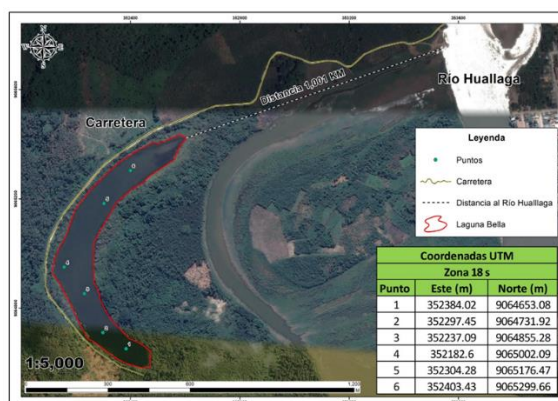 Río Huallaga
Distancia 1,001 KM
Carretera
Leyenda
Puntos
Carretera
Distancia al Río Huallaga
Laguna Bella
Coordenadas UTM
Zona 18 s
Punto Este (m) Norte (m)
1 352384.02 9064653.08
2 352297.45 9064731.92
3 352237.09 9064855.28
4 352182.6 9065002.09
5 352304.28 9065176.47
6 352403.43 9065299.66
1:5,000